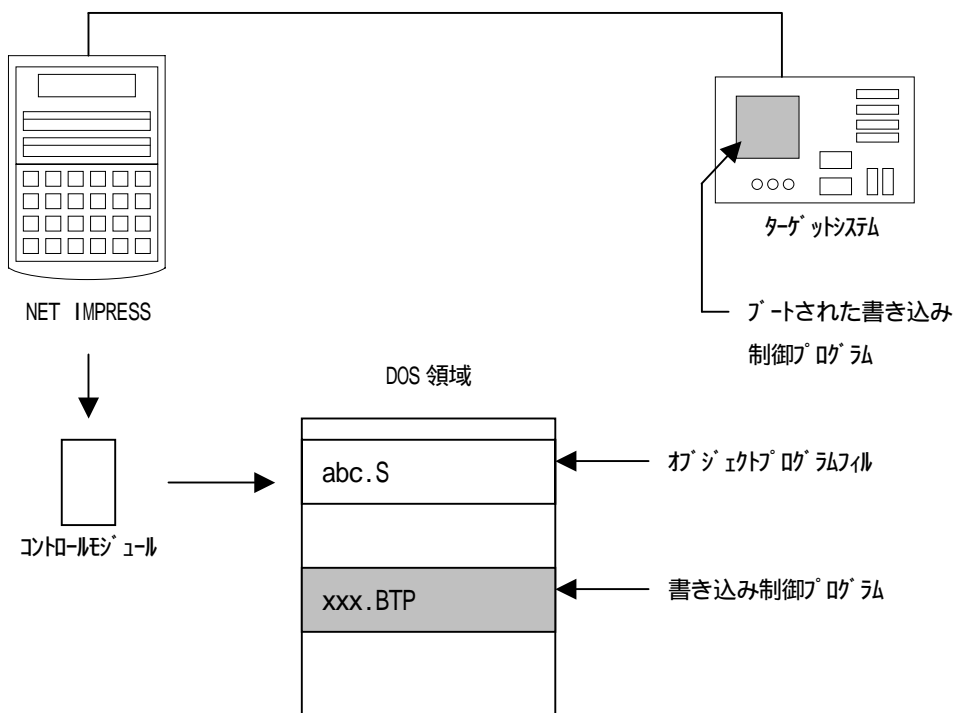 ﾀｰｹﾞｯﾄｼｽﾃﾑ
NET IMPRESS
ﾌﾞｰﾄされた書き込み
制御ﾌﾟﾛｸﾞﾗﾑ
DOS 領域
abc.S
ｵﾌﾞｼﾞｪｸﾄﾌﾟﾛｸﾞﾗﾑﾌｨﾙ
ｺﾝﾄﾛｰﾙﾓｼﾞｭｰﾙ
xxx.BTP
書き込み制御ﾌﾟﾛｸﾞﾗﾑ